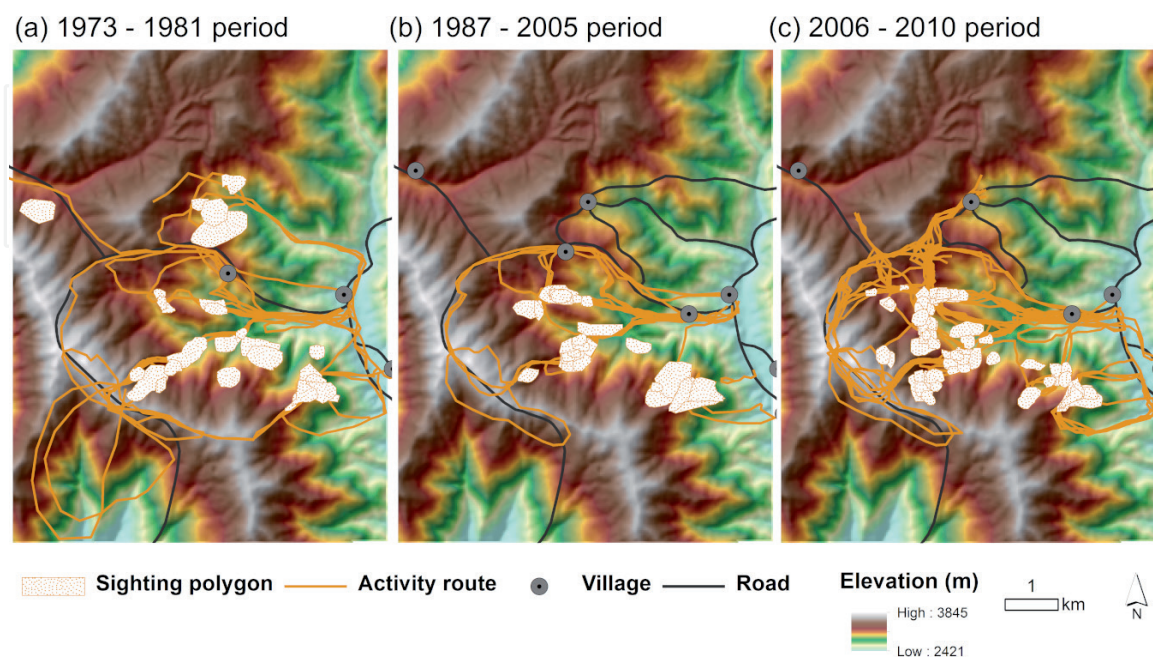 (a) 1973 - 1981 period
(b) 1987 - 2005 period
(c) 2006 - 2010 period
Sighting polygon
Activity route
Village
Road
Elevation (m)
High : 3845
Low : 2421
1
km
N